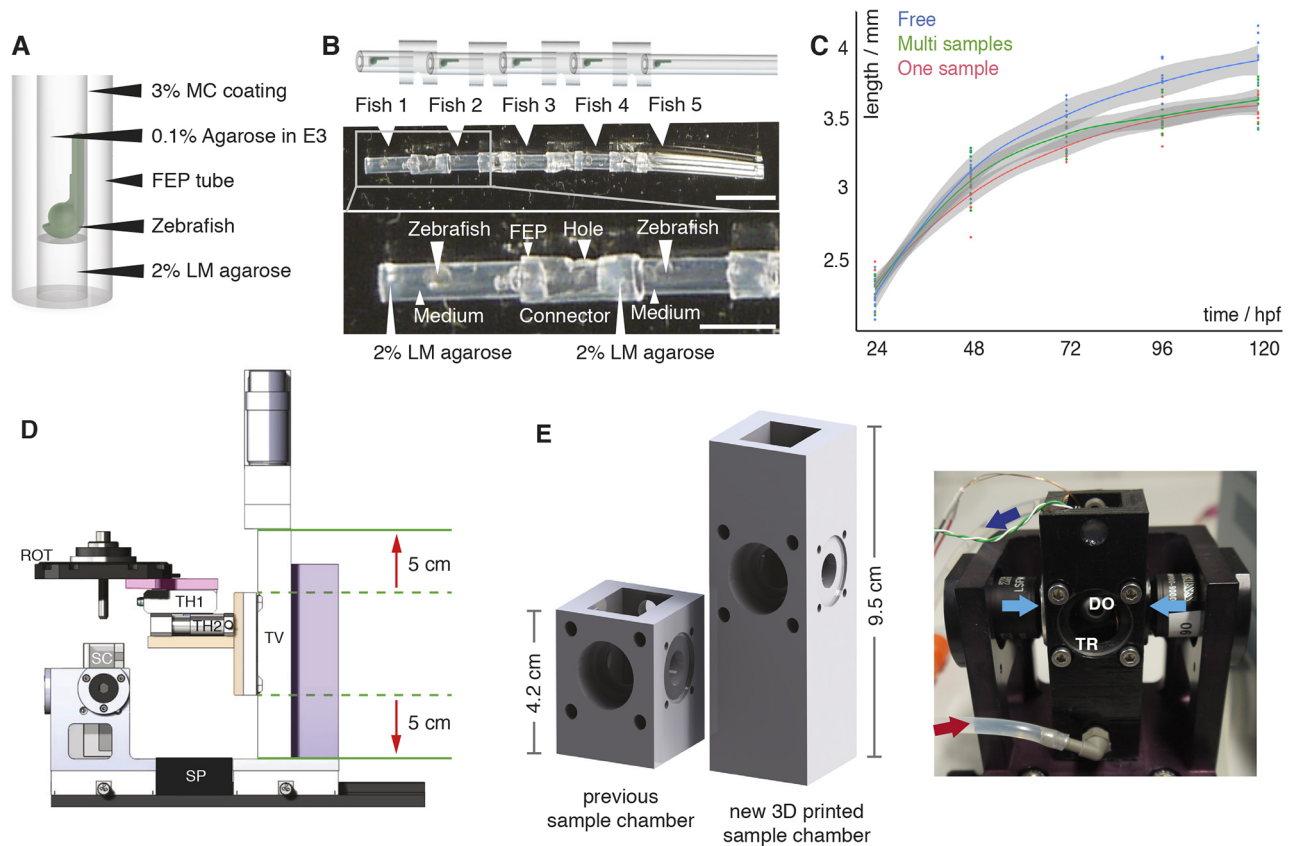 A
3% MC coating
0.1% Agarose in E3
FEP tube
Zebrafish
2% LM agarose
B
Fish 1 Fish 2 Fish 3 Fish 4 Fish 5
Zebrafish FEP Hole Zebrafish
Medium Connector Medium
2% LM agarose 2% LM agarose
C
length / mm
Free
Multi samples
One sample
4
3.5
3
2.5
time / hpf
24 48 72 96 120
D
ROT
TH1
TH2
TV
SC
SP
5 cm
5 cm
E
4.2 cm
9.5 cm
previous
sample chamber
new 3D printed
sample chamber
DO
TR
LSFM
90